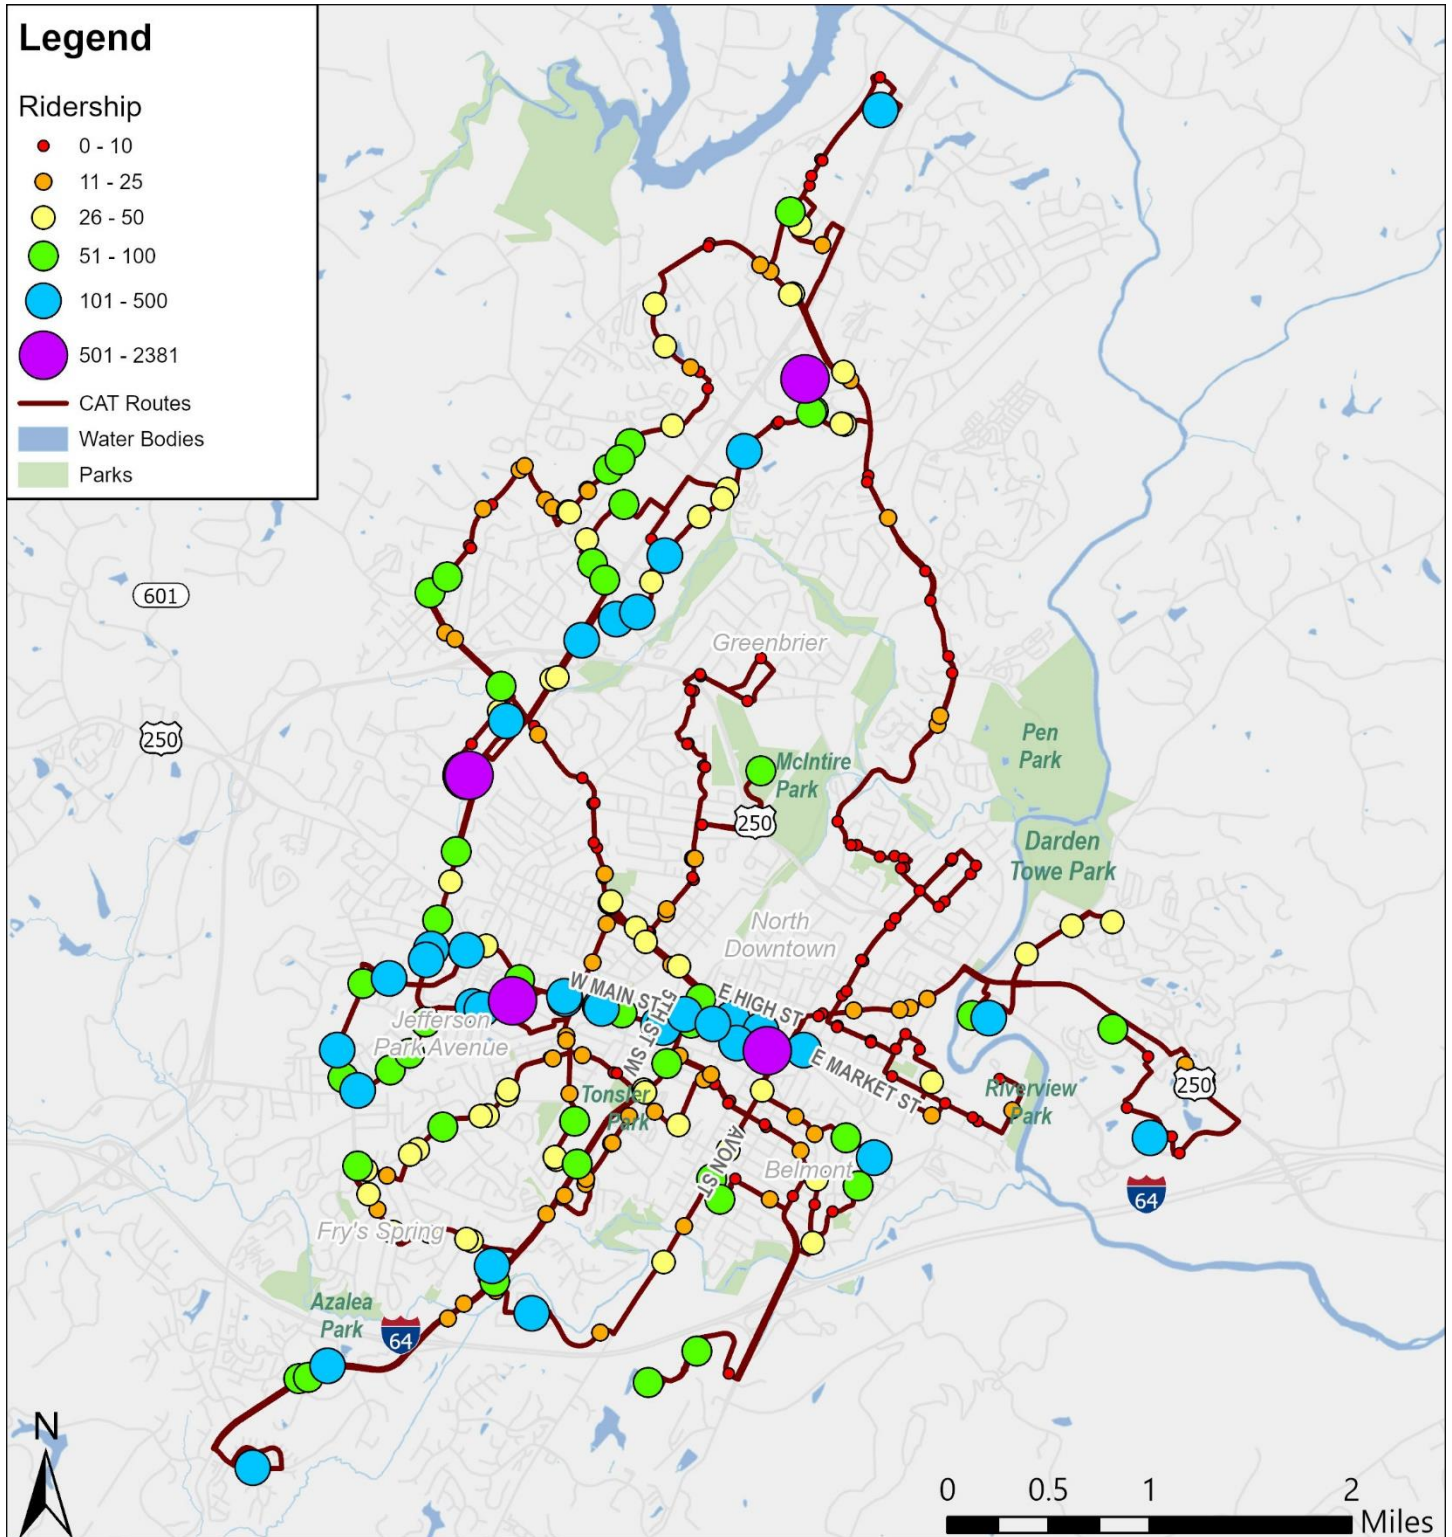 Legend
Ridership
0 - 10
11 - 25
26 - 50
51 - 100
101 - 500
501 - 2381
CAT Routes
Water Bodies
Parks
601
Greenbrier
250
Pen
Park
McIntire
Park
250
Darden
Towe Park
North
Downtown
W MAIN ST
E HIGH ST
5TH ST SW
Jefferson
Park Avenue
E MARKET ST
Tonsler
Park
Riverview
Park
250
AVON ST
Belmont
64
Fry's Spring
Azalea
Park
64
N
0 0.5 1 2
Miles